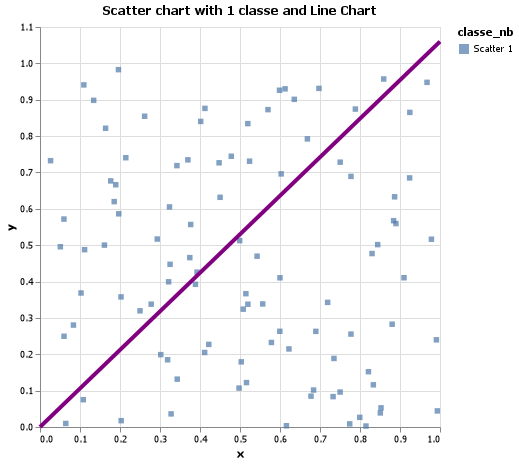 Scatter chart with 1 classe and Line Chart
classe_nb
Scatter 1
1.1
1.0
0.9
0.8
0.7
0.6
0.5
0.4
0.3
0.2
0.1
0.0
y
0.0 0.1 0.2 0.3 0.4 0.5 0.6 0.7 0.8 0.9 1.0
x